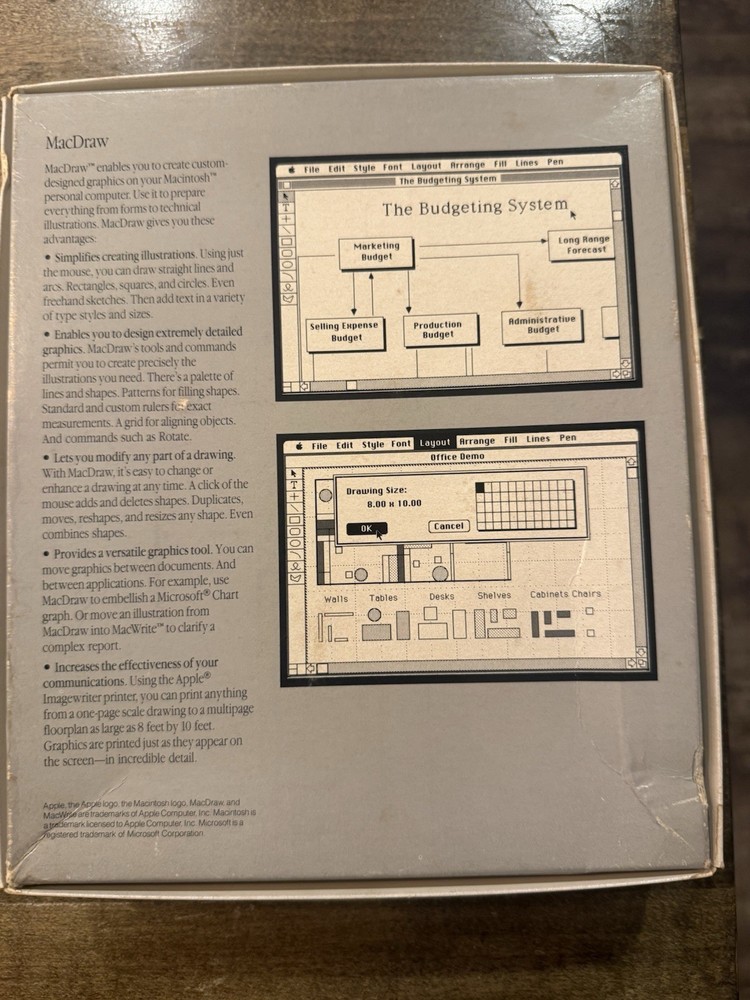 MacDraw
MacDraw™ enables you to create custom-
designed graphics on your Macintosh™
personal computer. Use it to prepare
everything from forms to technical
illustrations. MacDraw gives you these
advantages:
• Simplifies creating illustrations. Using just
the mouse, you can draw straight lines and
arcs. Rectangles, squares, and circles. Even
freehand sketches. Then add text in a variety
of type styles and sizes.
• Enables you to design extremely detailed
graphics. MacDraw's tools and commands
permit you to create precisely the
illustrations you need. There's a palette of
lines and shapes. Patterns for filling shapes.
Standard and custom rulers for exact
measurements. A grid for aligning objects.
And commands such as Rotate.
• Lets you modify any part of a drawing.
With MacDraw, it's easy to change or
enhance a drawing at any time. A click of the
mouse adds and deletes shapes. Duplicates,
moves, reshapes, and resizes any shape. Even
combines shapes.
• Provides a versatile graphics tool. You can
move graphics between documents. And
between applications. For example, use
MacDraw to embellish a Microsoft® Chart
graph. Or move an illustration from
MacDraw into MacWrite™ to clarify a
complex report.
• Increases the effectiveness of your
communications. Using the Apple®
Imagewriter printer, you can print anything
from a one-page scale drawing to a multipage
floorplan as large as 8 feet by 10 feet.
Graphics are printed just as they appear on
the screen—in incredible detail.
Apple, the Apple logo, the Macintosh logo, MacDraw, and
MacWrite are trademarks of Apple Computer, Inc. Macintosh is
a trademark licensed to Apple Computer, Inc. Microsoft is a
registered trademark of Microsoft Corporation.
File Edit Style Font Layout Arrange Fill Lines Pen
The Budgeting System
T
The Budgeting System
Marketing
Budget
Long Range
Forecast
Selling Expense
Budget
Production
Budget
Administrative
Budget
File Edit Style Font Layout Arrange Fill Lines Pen
Office Demo
T
Drawing Size:
8.00 x 10.00
OK
Cancel
Walls Tables Desks Shelves Cabinets Chairs